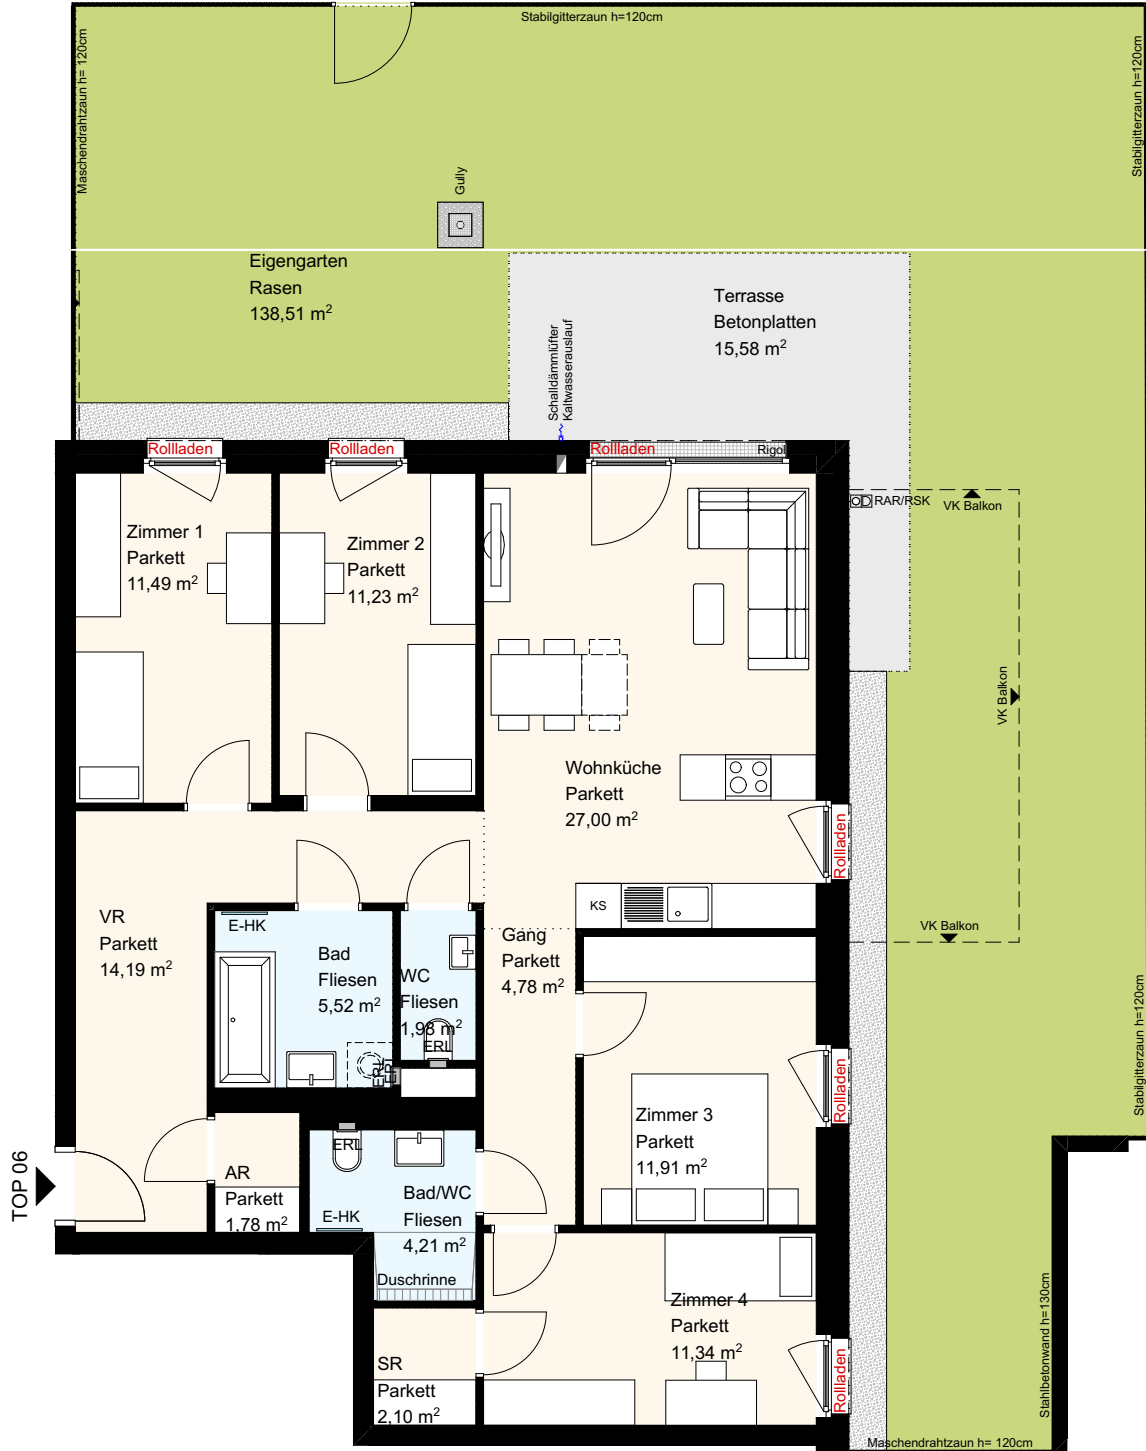 Stabilgitterzaun h=120cm
Maschendrahtzaun h= 120cm
Stabilgitterzaun h=120cm
Gully
Eigengarten
Rasen
138,51 m²
Terrasse
Betonplatten
15,58 m²
Schalldämmlüfter
Kaltwasserauslauf
Rollladen
Rollladen
Rollladen
Rigol
RAR/RSK
VK Balkon
Zimmer 1
Parkett
11,49 m²
Zimmer 2
Parkett
11,23 m²
VK Balkon
Wohnküche
Parkett
27,00 m²
Rollladen
KS
VK Balkon
VR
Parkett
14,19 m²
E-HK
Bad
Fliesen
5,52 m²
WC
Fliesen
1,98 m²
ERL
ERL
ERL
Gang
Parkett
4,78 m²
Stabilgitterzaun h=120cm
Rollladen
Zimmer 3
Parkett
11,91 m²
TOP 06
AR
Parkett
1,78 m²
ERL
E-HK
Bad/WC
Fliesen
4,21 m²
Duschrinne
Zimmer 4
Parkett
11,34 m²
Rollladen
SR
Parkett
2,10 m²
Stahlbetonwand h=130cm
Maschendrahtzaun h= 120cm